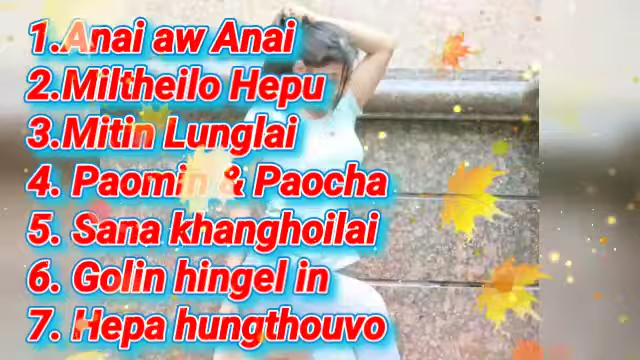 1.Anai aw Anai
2.Miltheilo Hepu
3.Mitin Lunglai
4. Paomin & Paocha
5. Sana khanghoilai
6. Golin hingel in
7. Hepa hungthouvo